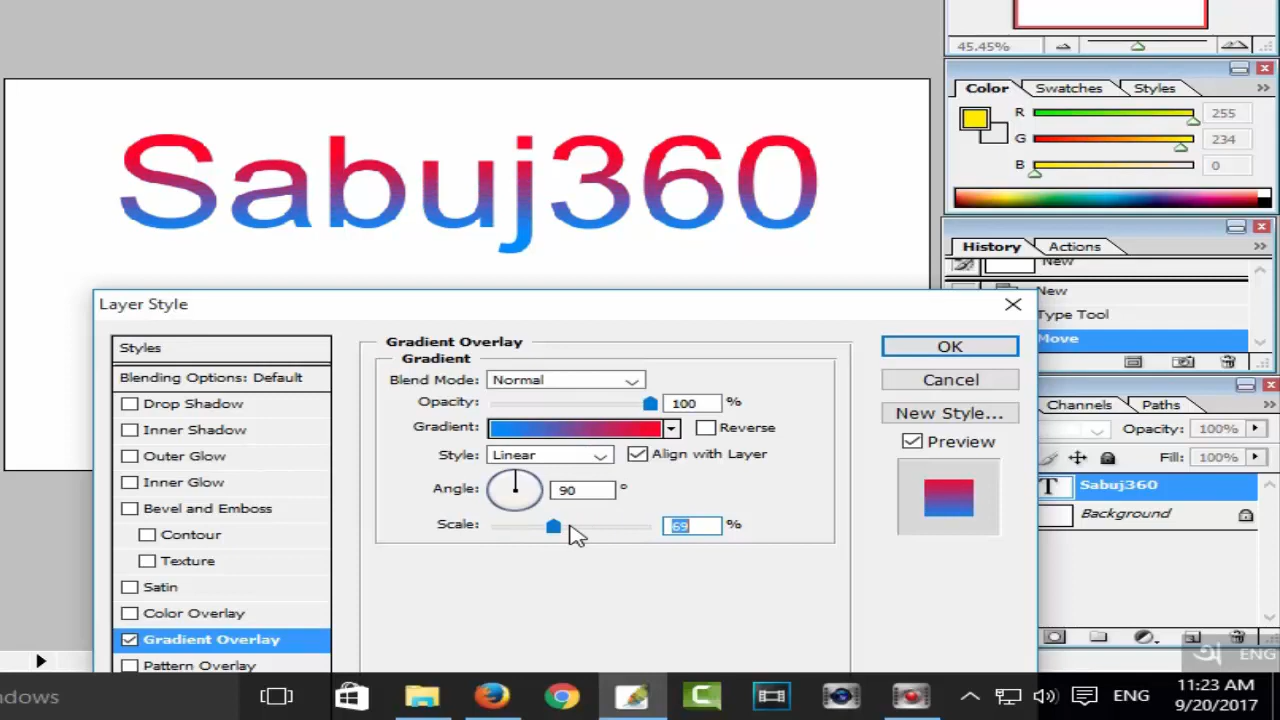 45.45%
Color Swatches Styles
R 255
G 234
B 0
Sabuj360
History Actions
New
New
Type Tool
Move
Layer Style
Styles
Blending Options: Default
Drop Shadow
Inner Shadow
Outer Glow
Inner Glow
Bevel and Emboss
Contour
Texture
Satin
Color Overlay
Gradient Overlay
Pattern Overlay
Gradient Overlay
Gradient
Blend Mode: Normal
Opacity: 100 %
Gradient: Reverse
Style: Linear Align with Layer
Angle: 90 °
Scale: 69 %
OK
Cancel
New Style...
Preview
Channels Paths
Opacity: 100%
Fill: 100%
T Sabuj360
Background
অ ENG
ndows
ENG
11:23 AM
9/20/2017